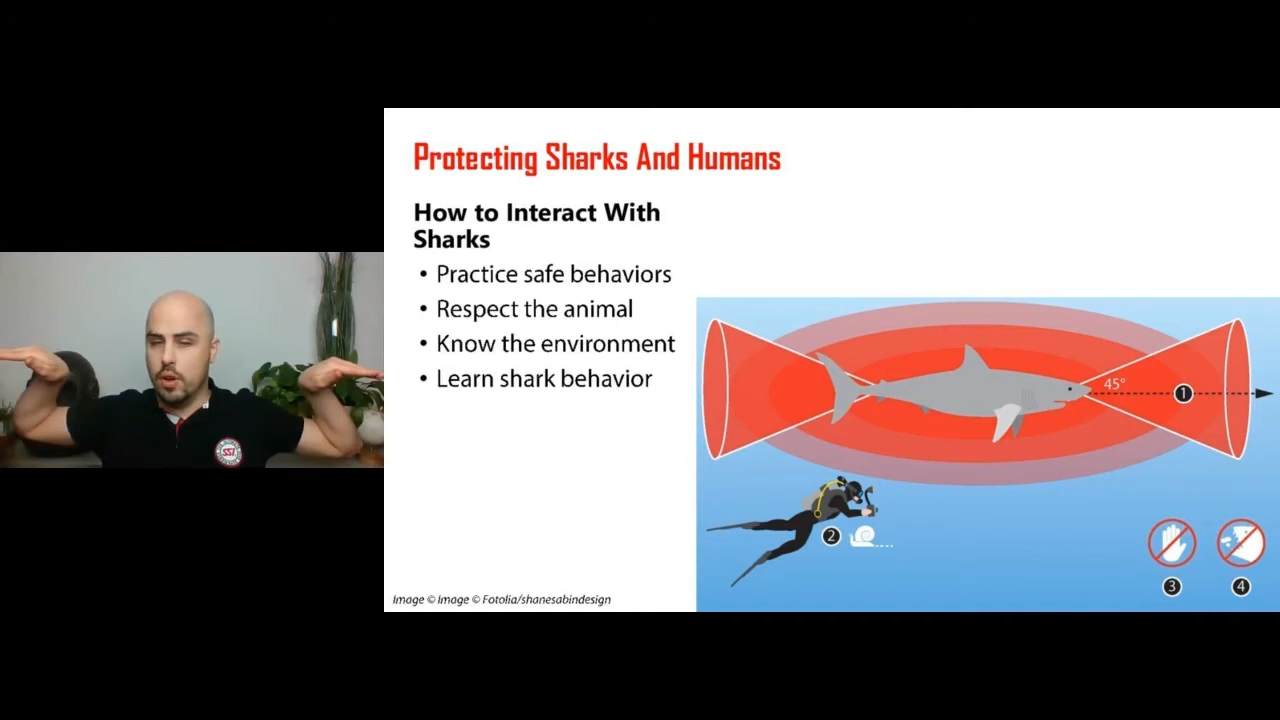 Protecting Sharks And Humans
How to Interact With
Sharks
• Practice safe behaviors
• Respect the animal
• Know the environment
• Learn shark behavior
45°
1
2
3
4
Image © Image © Fotolia/shanesabindesign
SSI